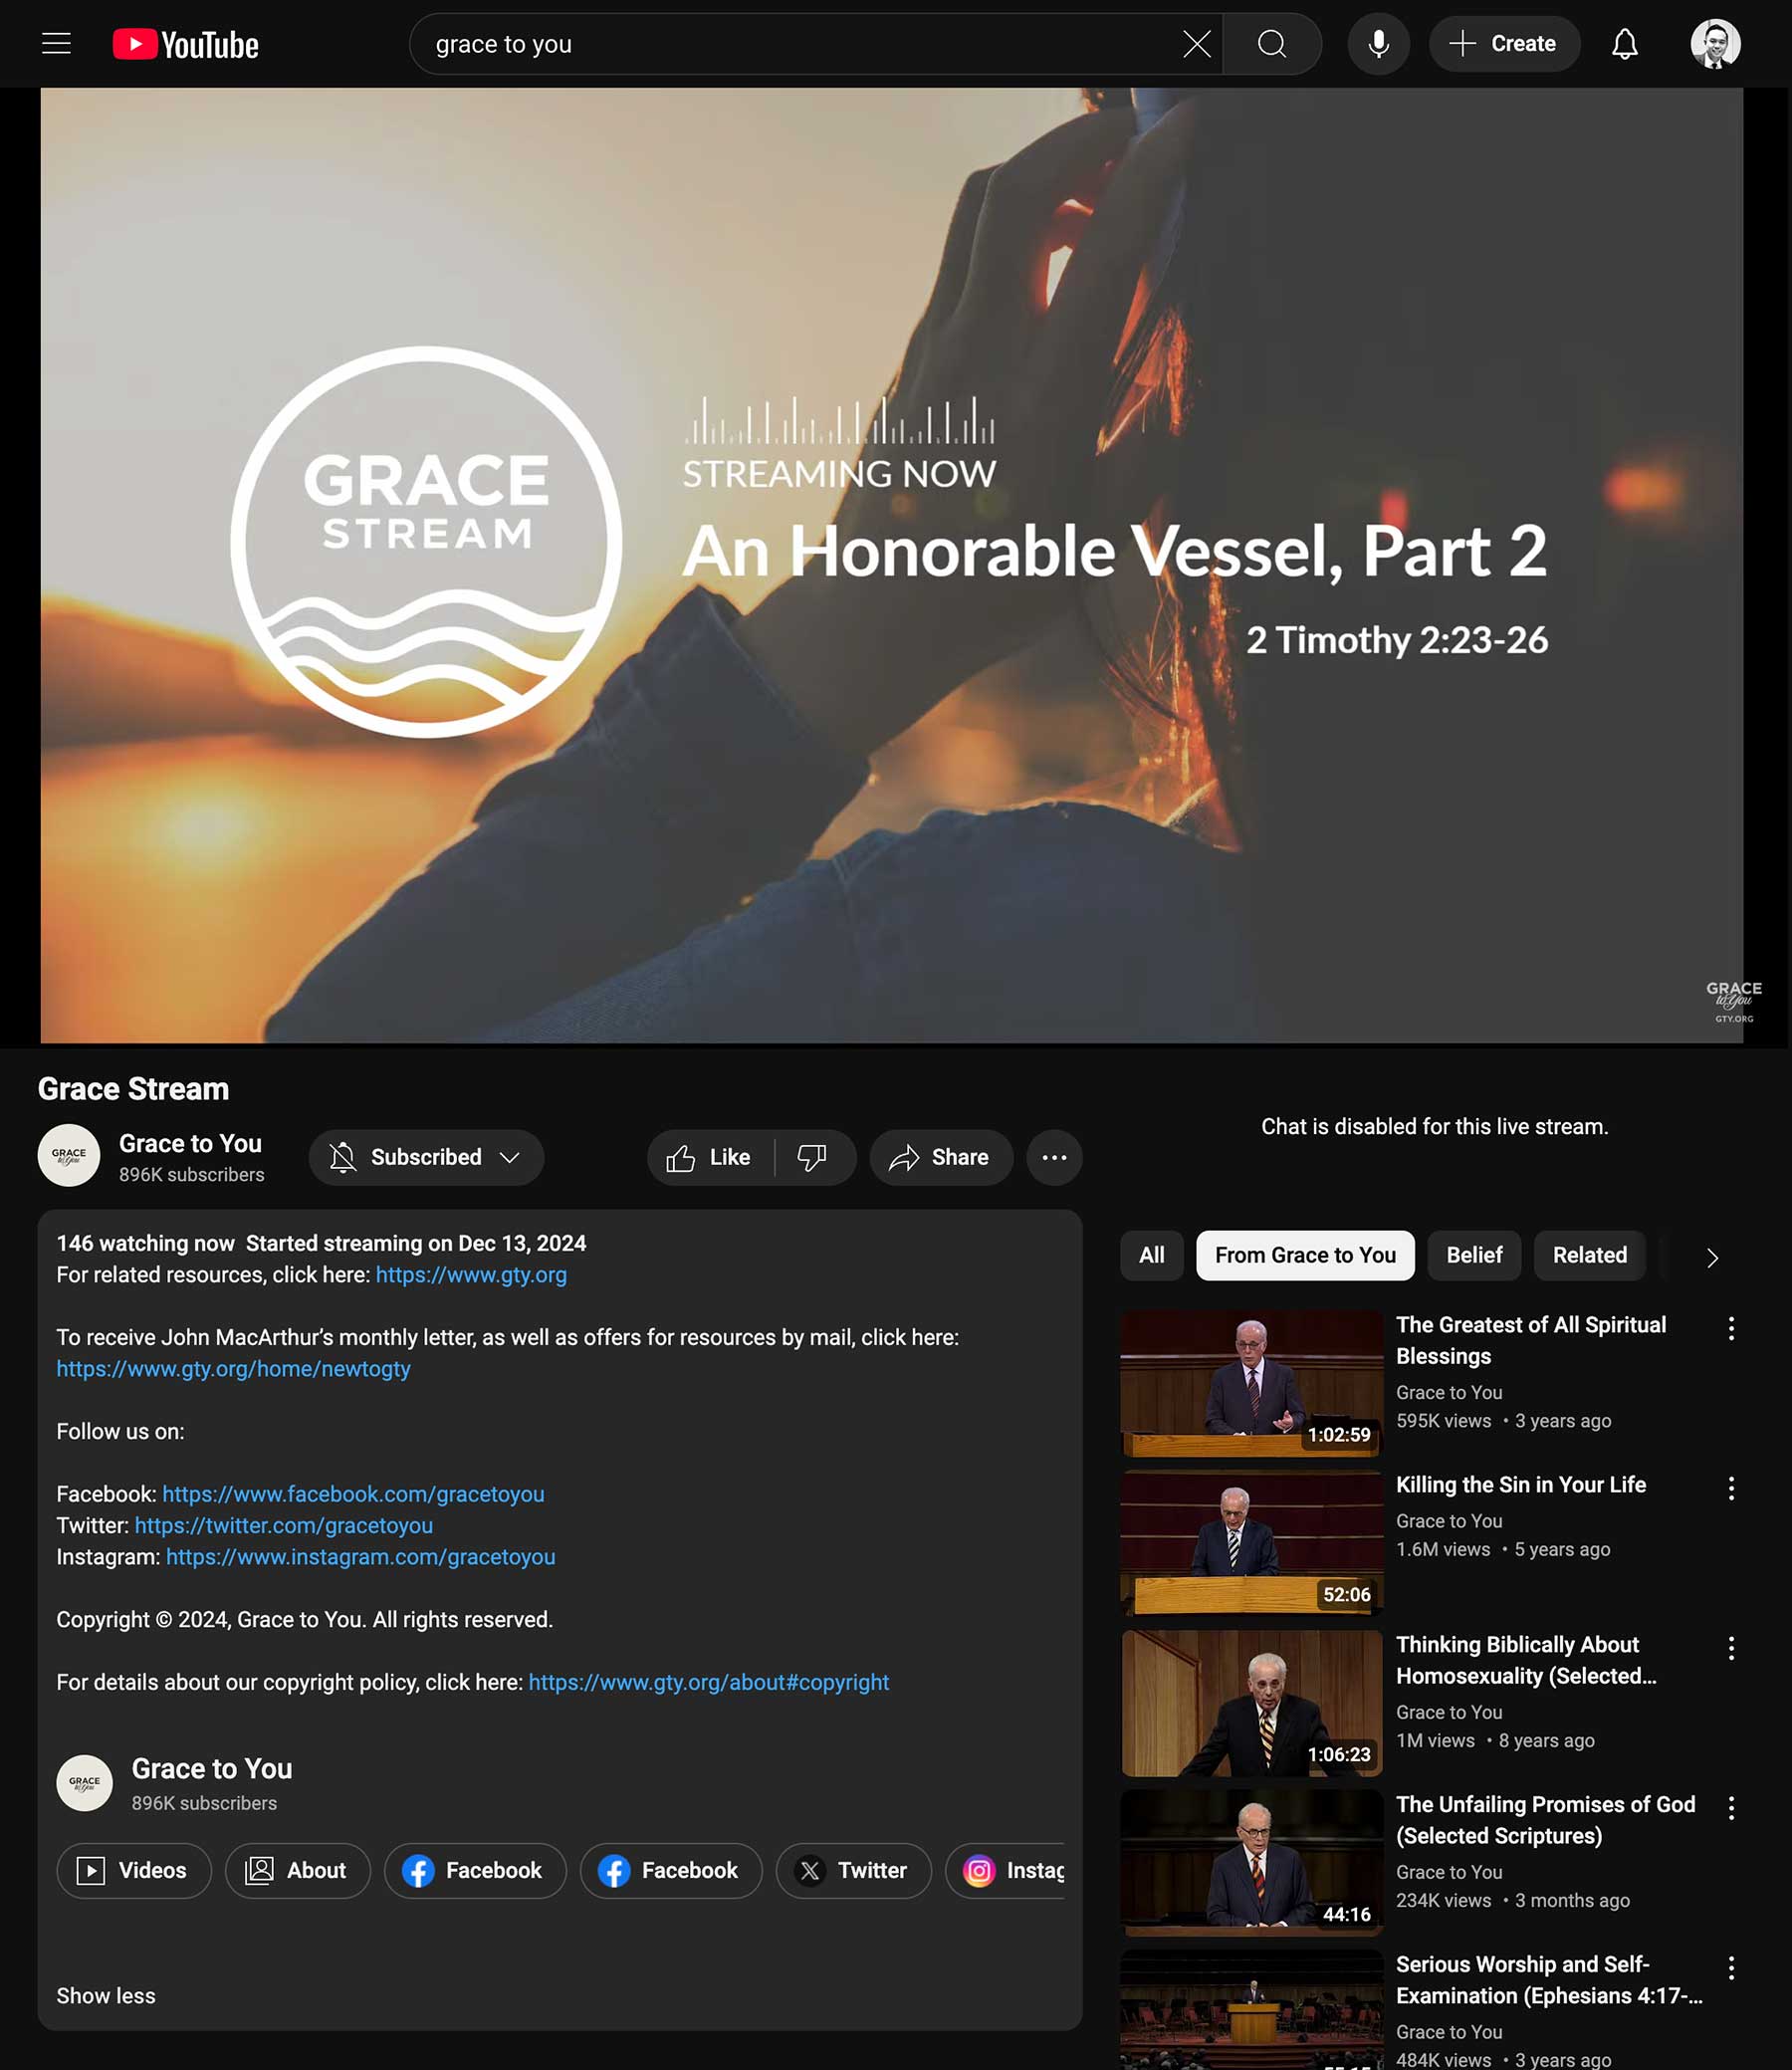 YouTube
grace to you
Create
GRACE
STREAM
STREAMING NOW
An Honorable Vessel, Part 2
2 Timothy 2:23-26
GRACE
to You
GTY.ORG
Grace Stream
GRACE
to You
Grace to You
896K subscribers
Subscribed
Like
Share
Chat is disabled for this live stream.
146 watching now Started streaming on Dec 13, 2024
For related resources, click here: https://www.gty.org
To receive John MacArthur’s monthly letter, as well as offers for resources by mail, click here:
https://www.gty.org/home/newtogty
Follow us on:
Facebook: https://www.facebook.com/gracetoyou
Twitter: https://twitter.com/gracetoyou
Instagram: https://www.instagram.com/gracetoyou
Copyright © 2024, Grace to You. All rights reserved.
For details about our copyright policy, click here: https://www.gty.org/about#copyright
GRACE
to You
Grace to You
896K subscribers
Videos
About
Facebook
Facebook
Twitter
Instag
Show less
All
From Grace to You
Belief
Related
1:02:59
The Greatest of All Spiritual
Blessings
Grace to You
595K views • 3 years ago
52:06
Killing the Sin in Your Life
Grace to You
1.6M views • 5 years ago
1:06:23
Thinking Biblically About
Homosexuality (Selected...
Grace to You
1M views • 8 years ago
44:16
The Unfailing Promises of God
(Selected Scriptures)
Grace to You
234K views • 3 months ago
Serious Worship and Self-
Examination (Ephesians 4:17-...
Grace to You
484K views • 3 years ago